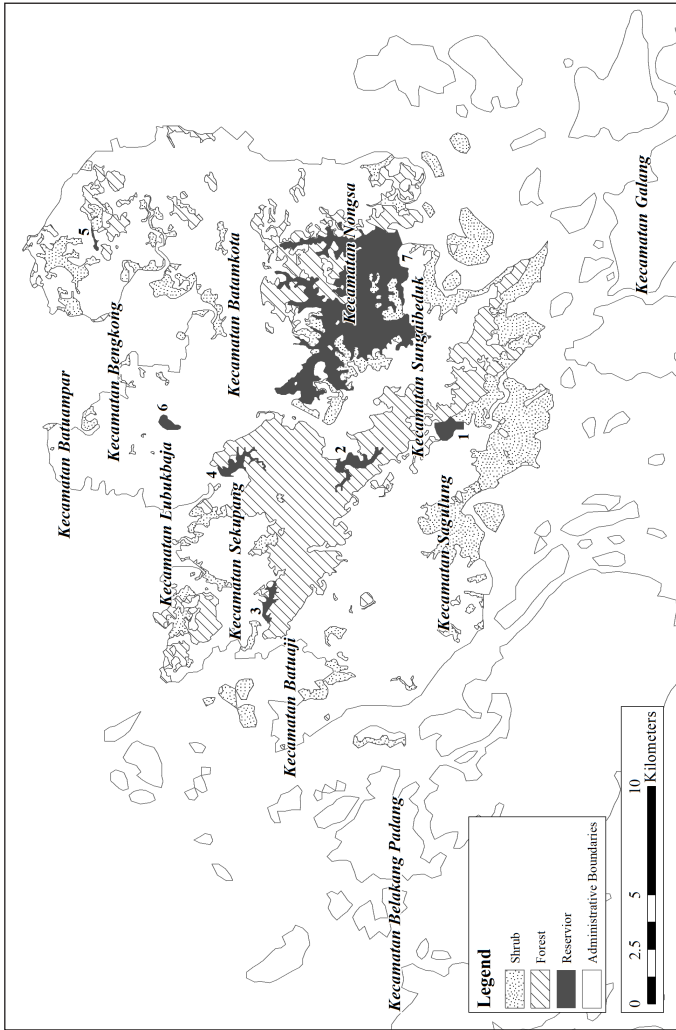 Kecamatan Batuampar
Kecamatan Bengkong
5
6
Kecamatan Lubukbaja
Kecamatan Batamkota
4
Kecamatan Sekupang
3
Kecamatan Batuaji
2
Kecamatan Nongsa
7
Kecamatan Sungaibeduk
1
Kecamatan Sagulung
Kecamatan Belakang Padang
Kecamatan Galang
Legend
Shrub
Forest
Reservior
Administrative Boundaries
0 2.5 5 10
Kilometers